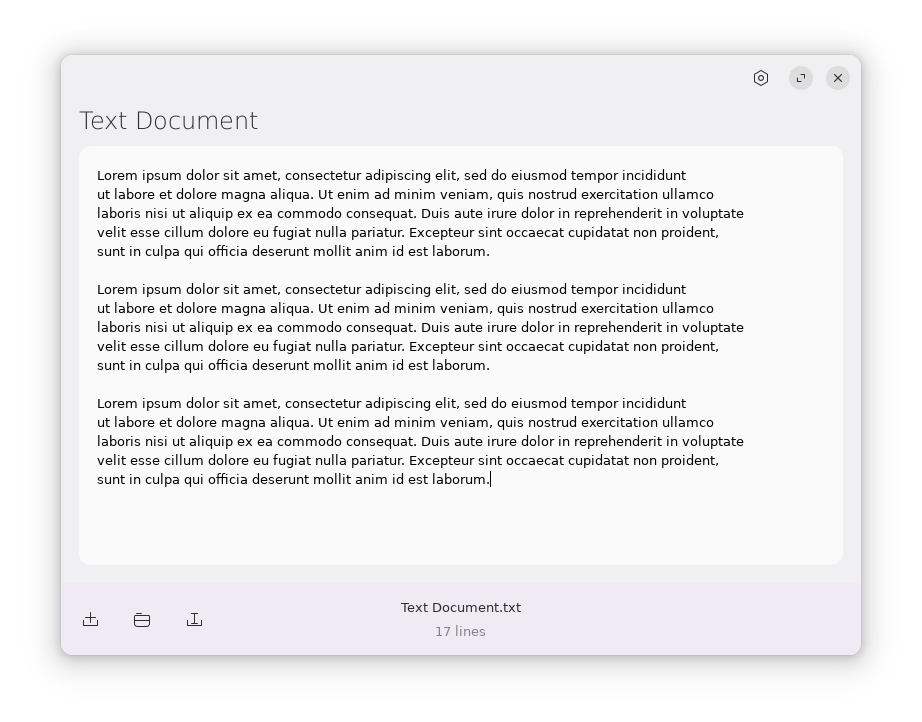 Text Document
Lorem ipsum dolor sit amet, consectetur adipiscing elit, sed do eiusmod tempor incididunt
ut labore et dolore magna aliqua. Ut enim ad minim veniam, quis nostrud exercitation ullamco
laboris nisi ut aliquip ex ea commodo consequat. Duis aute irure dolor in reprehenderit in voluptate
velit esse cillum dolore eu fugiat nulla pariatur. Excepteur sint occaecat cupidatat non proident,
sunt in culpa qui officia deserunt mollit anim id est laborum.

Lorem ipsum dolor sit amet, consectetur adipiscing elit, sed do eiusmod tempor incididunt
ut labore et dolore magna aliqua. Ut enim ad minim veniam, quis nostrud exercitation ullamco
laboris nisi ut aliquip ex ea commodo consequat. Duis aute irure dolor in reprehenderit in voluptate
velit esse cillum dolore eu fugiat nulla pariatur. Excepteur sint occaecat cupidatat non proident,
sunt in culpa qui officia deserunt mollit anim id est laborum.

Lorem ipsum dolor sit amet, consectetur adipiscing elit, sed do eiusmod tempor incididunt
ut labore et dolore magna aliqua. Ut enim ad minim veniam, quis nostrud exercitation ullamco
laboris nisi ut aliquip ex ea commodo consequat. Duis aute irure dolor in reprehenderit in voluptate
velit esse cillum dolore eu fugiat nulla pariatur. Excepteur sint occaecat cupidatat non proident,
sunt in culpa qui officia deserunt mollit anim id est laborum.
Text Document.txt
17 lines